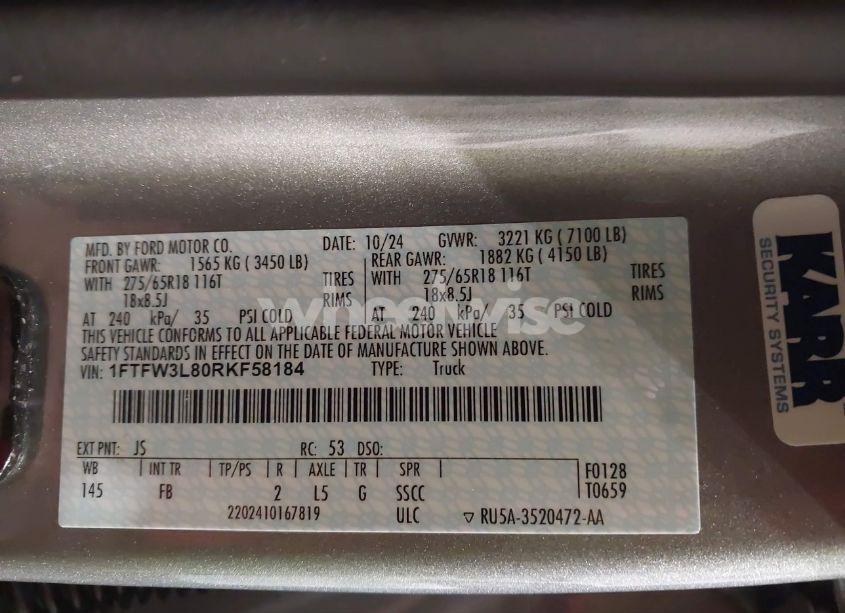 MFD. BY FORD MOTOR CO. DATE: 10/24 GVWR: 3221 KG ( 7100 LB)
FRONT GAWR: 1565 KG ( 3450 LB) REAR GAWR: 1882 KG ( 4150 LB)
WITH 275/65R18 116T TIRES WITH 275/65R18 116T TIRES
18x8.5J RIMS 18x8.5J RIMS
AT 240 kPa/ 35 PSI COLD AT 240 kPa/ 35 PSI COLD
THIS VEHICLE CONFORMS TO ALL APPLICABLE FEDERAL MOTOR VEHICLE
SAFETY STANDARDS IN EFFECT ON THE DATE OF MANUFACTURE SHOWN ABOVE.
VIN: 1FTFW3L80RKF58184 TYPE: Truck
EXT PNT: JS RC: 53 DSO:
WB INT TR TP/PS R AXLE TR SPR F0128
145 FB 2 L5 G SSCC T0659
2202410167819 ULC ▽ RU5A-3520472-AA
KARR
SECURITY SYSTEMS
wheelwise